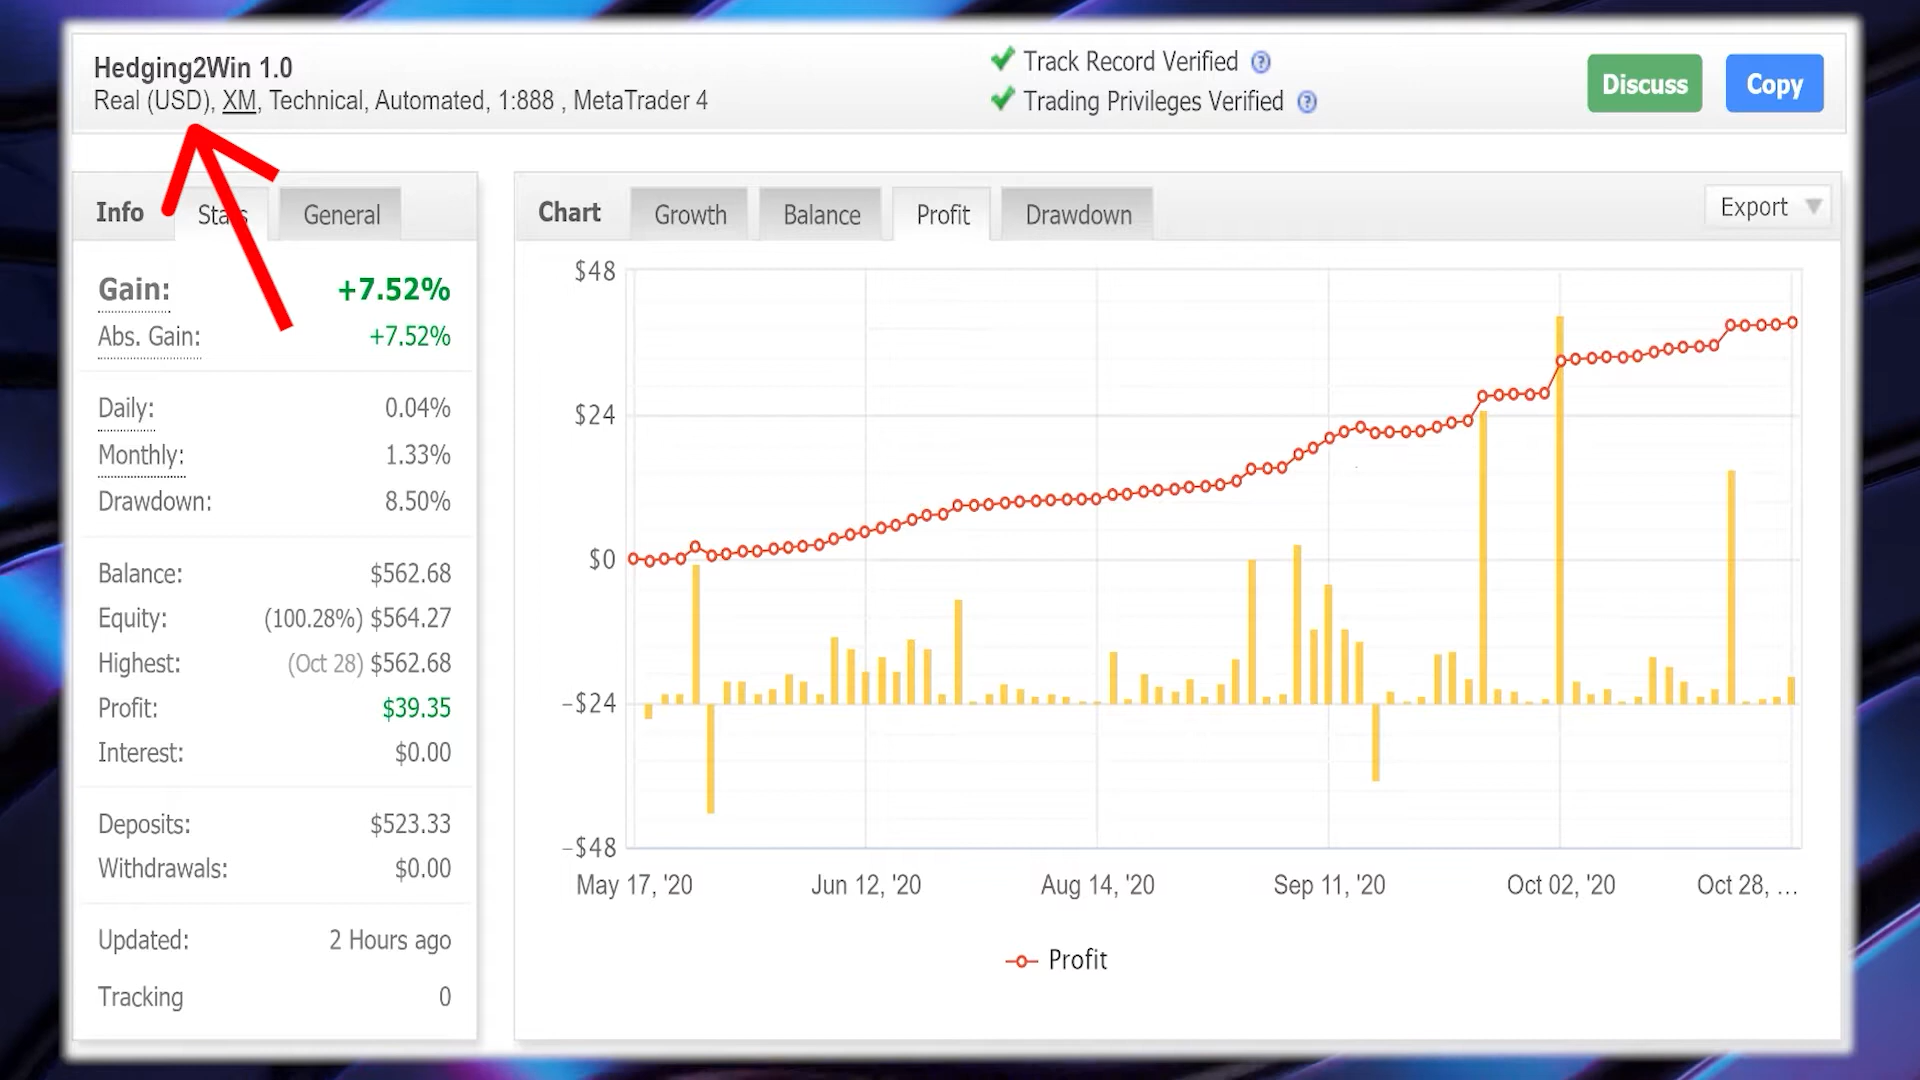 Hedging2Win 1.0
Real (USD), XM, Technical, Automated, 1:888 , MetaTrader 4
Track Record Verified ?
Trading Privileges Verified ?
Discuss
Copy
Info Stats General
Gain: +7.52%
Abs. Gain: +7.52%
Daily: 0.04%
Monthly: 1.33%
Drawdown: 8.50%
Balance: $562.68
Equity: (100.28%) $564.27
Highest: (Oct 28) $562.68
Profit: $39.35
Interest: $0.00
Deposits: $523.33
Withdrawals: $0.00
Updated: 2 Hours ago
Tracking 0
Chart Growth Balance Profit Drawdown Export
$48
$24
$0
-$24
-$48
May 17, '20 Jun 12, '20 Aug 14, '20 Sep 11, '20 Oct 02, '20 Oct 28, ...
Profit